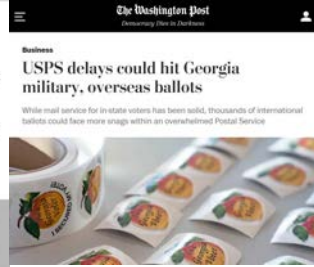 The Washington Post
Democracy Dies in Darkness
Business
USPS delays could hit Georgia
military, overseas ballots
While mail service for in-state voters has been solid, thousands of international
ballots could face more snags within an overwhelmed Postal Service